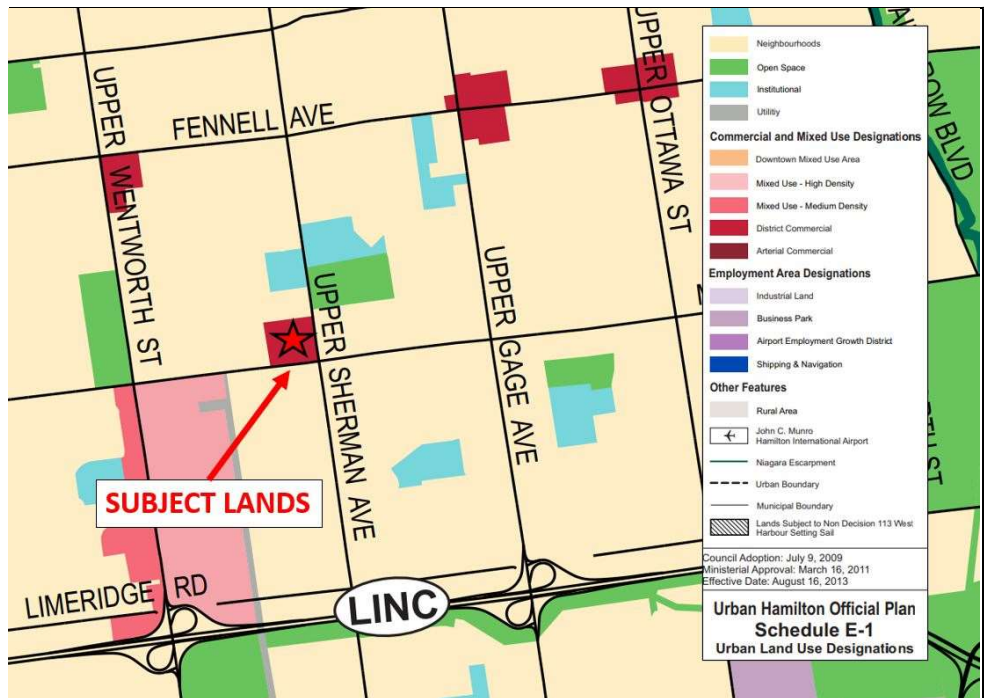 UPPER WENTWORTH ST
FENNELL AVE
UPPER OTTAWA ST
UPPER SHERMAN AVE
UPPER GAGE AVE
SUBJECT LANDS
LIMERIDGE RD
LINC
BLVD
ST
Neighbourhoods
Open Space
Institutional
Utilitiy
Commercial and Mixed Use Designations
Downtown Mixed Use Area
Mixed Use - High Density
Mixed Use - Medium Density
District Commercial
Arterial Commercial
Employment Area Designations
Industrial Land
Business Park
Airport Employment Growth District
Shipping & Navigation
Other Features
Rural Area
John C. Munro
Hamilton International Airport
Niagara Escarpment
Urban Boundary
Municipal Boundary
Lands Subject to Non Decision 113 West
Harbour Setting Sail
Council Adoption: July 9, 2009
Ministerial Approval: March 16, 2011
Effective Date: August 16, 2013
Urban Hamilton Official Plan
Schedule E-1
Urban Land Use Designations